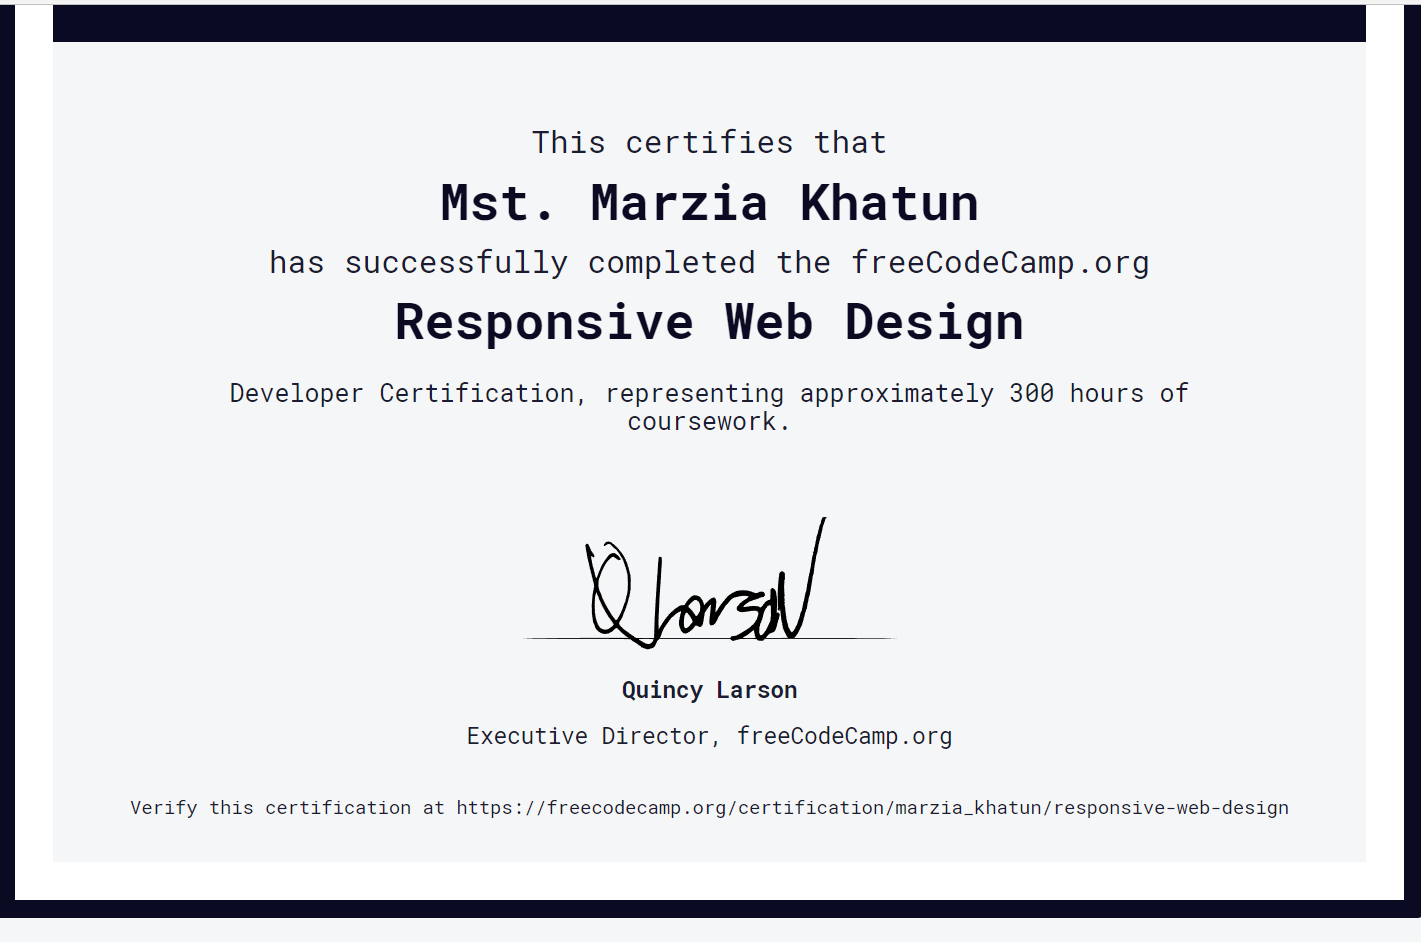 This certifies that
Mst. Marzia Khatun
has successfully completed the freeCodeCamp.org
Responsive Web Design
Developer Certification, representing approximately 300 hours of
coursework.
Q Larson
Quincy Larson
Executive Director, freeCodeCamp.org
Verify this certification at https://freecodecamp.org/certification/marzia_khatun/responsive-web-design